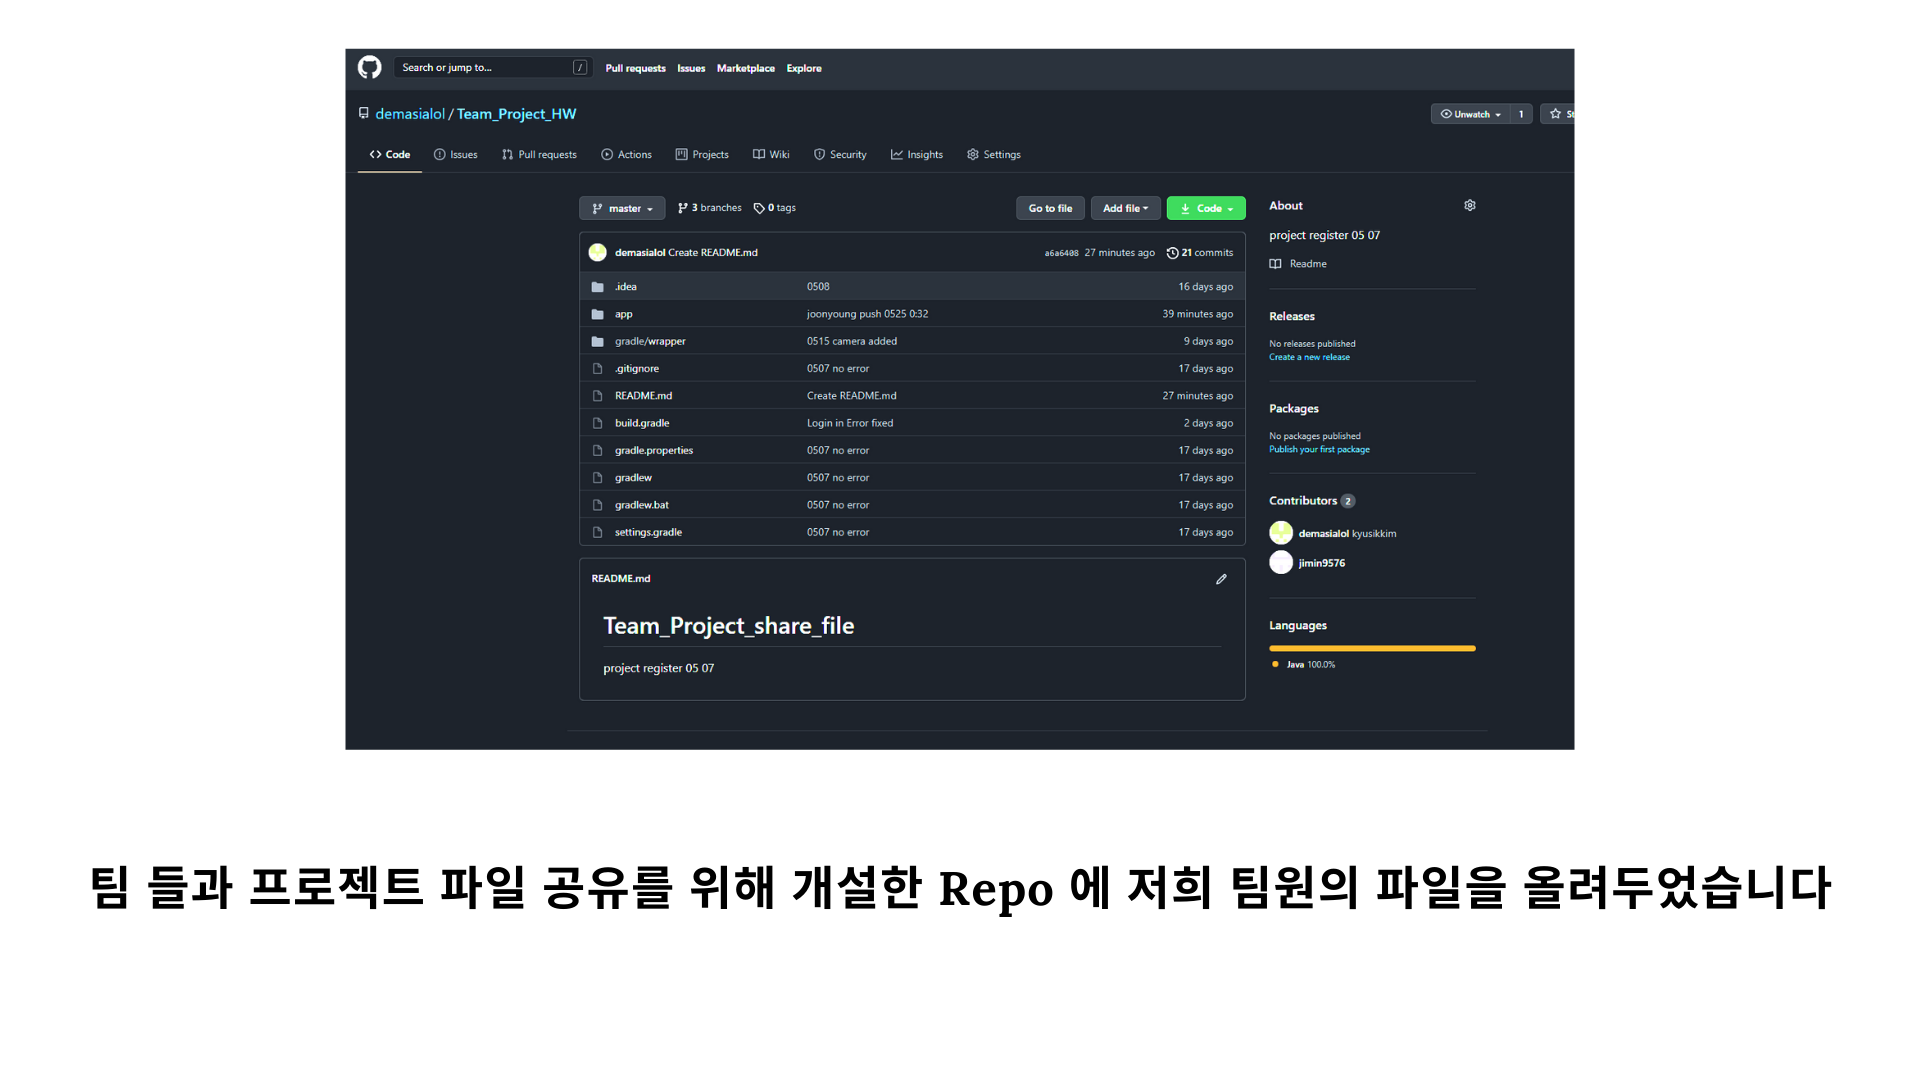 Search or jump to... /
Pull requests Issues Marketplace Explore
demasialol / Team_Project_HW
Unwatch 1 St
Code Issues Pull requests Actions Projects Wiki Security Insights Settings
master 3 branches 0 tags Go to file Add file Code
demasialol Create README.md a6a6408 27 minutes ago 21 commits
.idea 0508 16 days ago
app joonyoung push 0525 0:32 39 minutes ago
gradle/wrapper 0515 camera added 9 days ago
.gitignore 0507 no error 17 days ago
README.md Create README.md 27 minutes ago
build.gradle Login in Error fixed 2 days ago
gradle.properties 0507 no error 17 days ago
gradlew 0507 no error 17 days ago
gradlew.bat 0507 no error 17 days ago
settings.gradle 0507 no error 17 days ago
README.md
Team_Project_share_file
project register 05 07
About
project register 05 07
Readme
Releases
No releases published
Create a new release
Packages
No packages published
Publish your first package
Contributors 2
demasialol kyusikkim
jimin9576
Languages
Java 100.0%
팀 들과 프로젝트 파일 공유를 위해 개설한 Repo 에 저희 팀원의 파일을 올려두었습니다